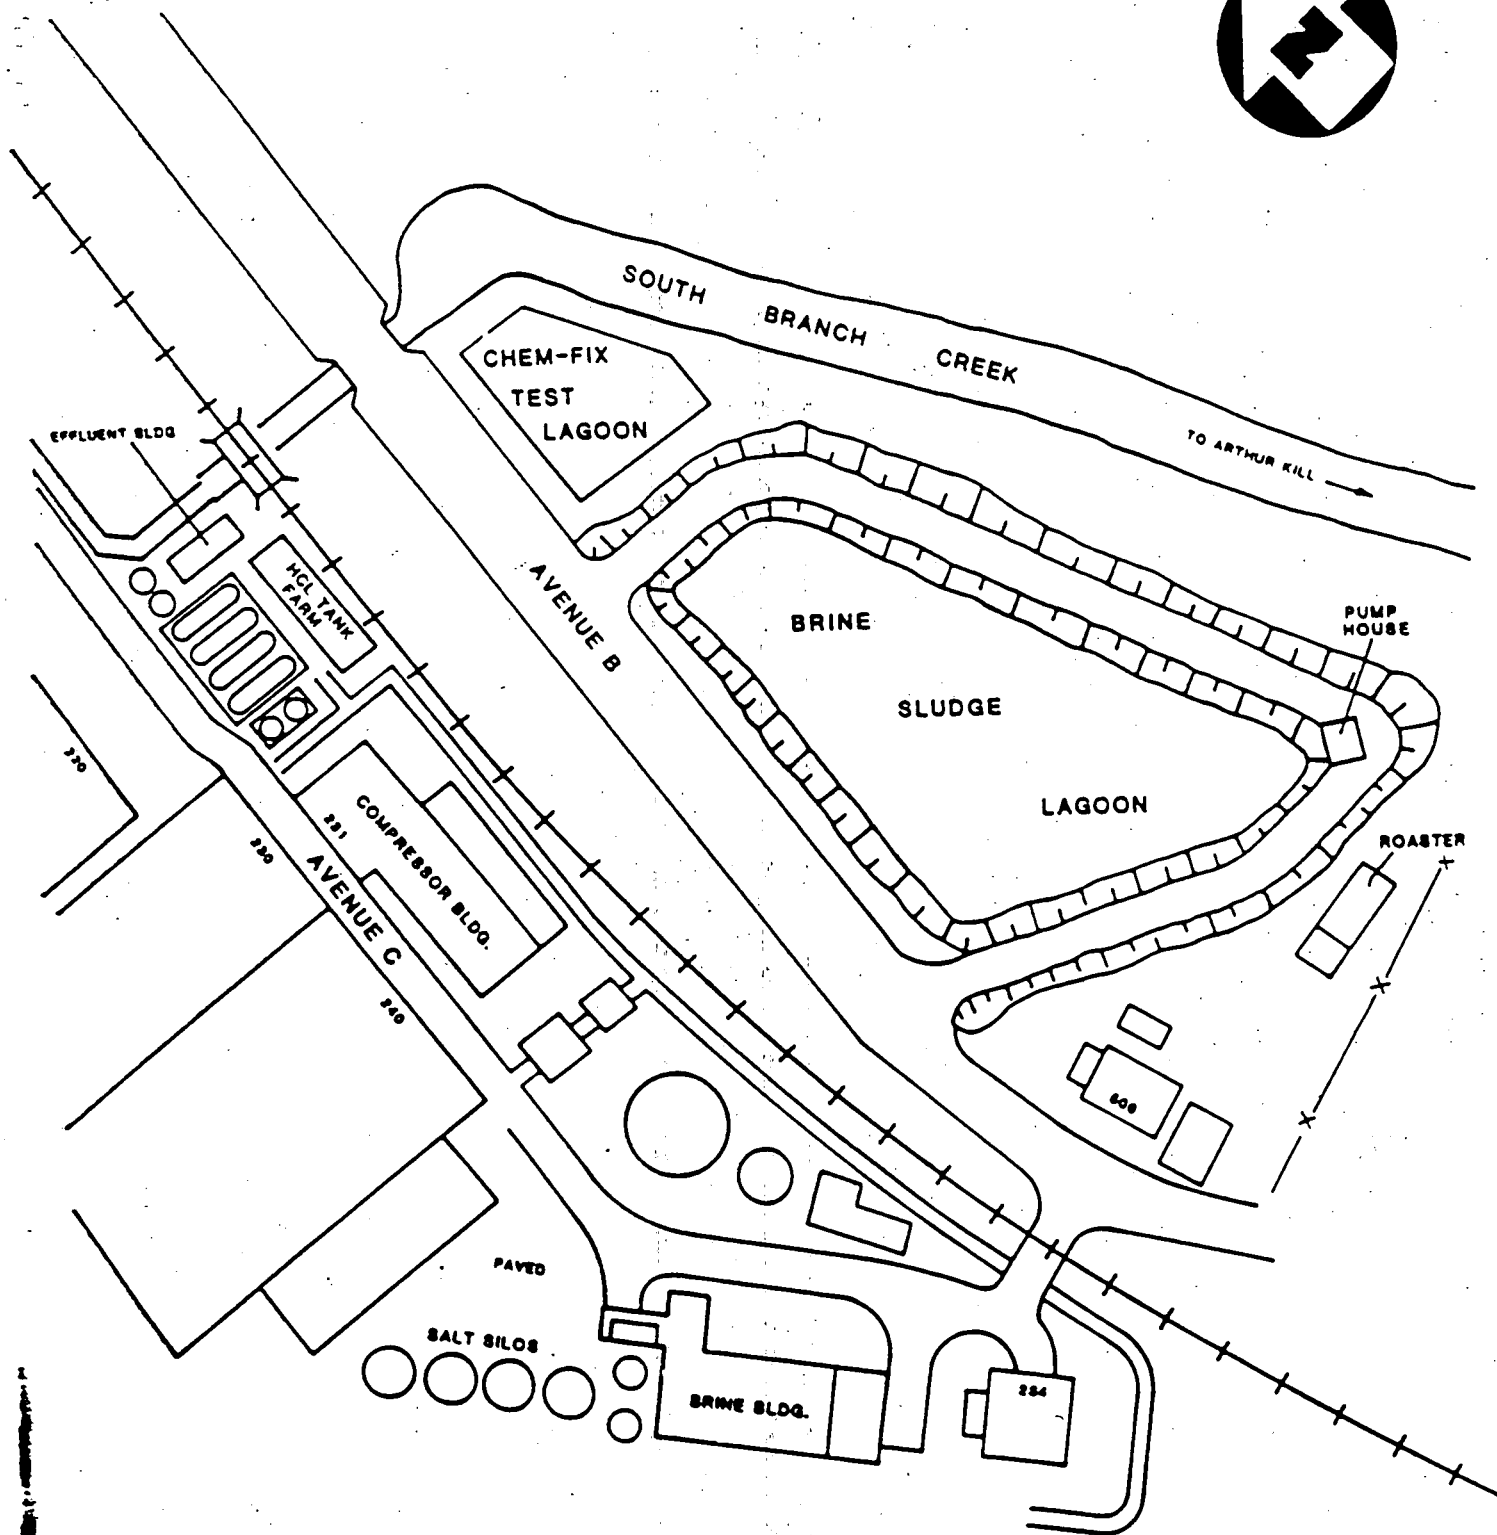 N
SOUTH BRANCH CREEK
CHEM-FIX
TEST
LAGOON
TO ARTHUR KILL
EFFLUENT BLDG
HCL TANK
FARM
AVENUE B
BRINE
SLUDGE
LAGOON
PUMP
HOUSE
220
231
230
COMPRESSOR BLDG.
AVENUE C
240
ROASTER
PAVED
SALT SILOS
BRINE BLDG.
234